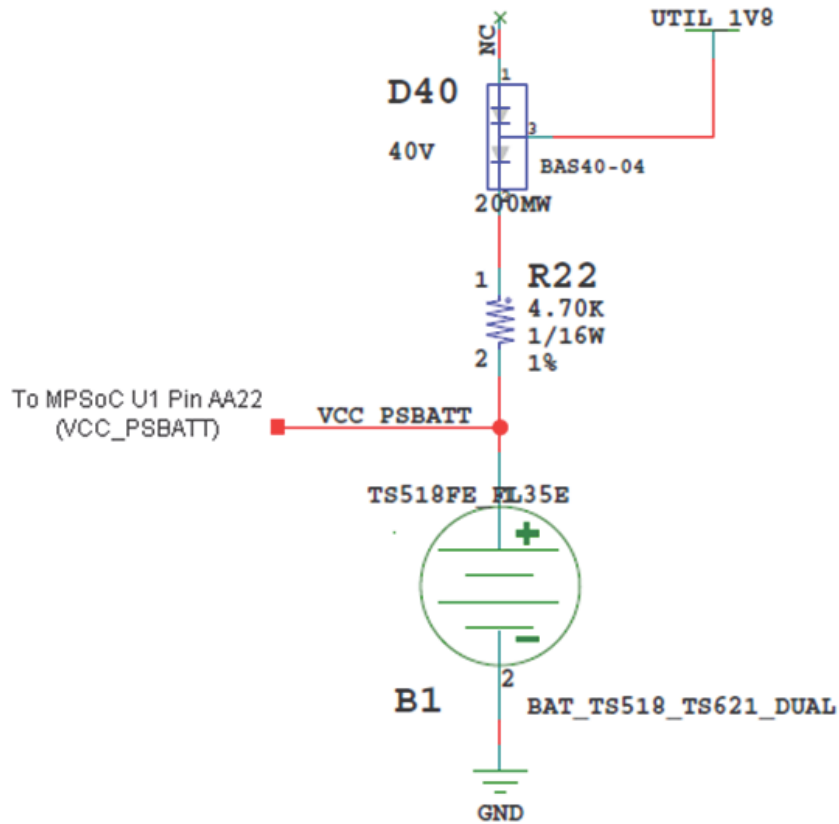 UTIL_1V8
NC
1
D40
3
40V
BAS40-04
200MW
1
R22
4.70K
1/16W
2
1%
To MPSoC U1 Pin AA22
(VCC_PSBATT)
VCC_PSBATT
TS518FE_FL35E
+
-
2
B1
BAT_TS518_TS621_DUAL
GND